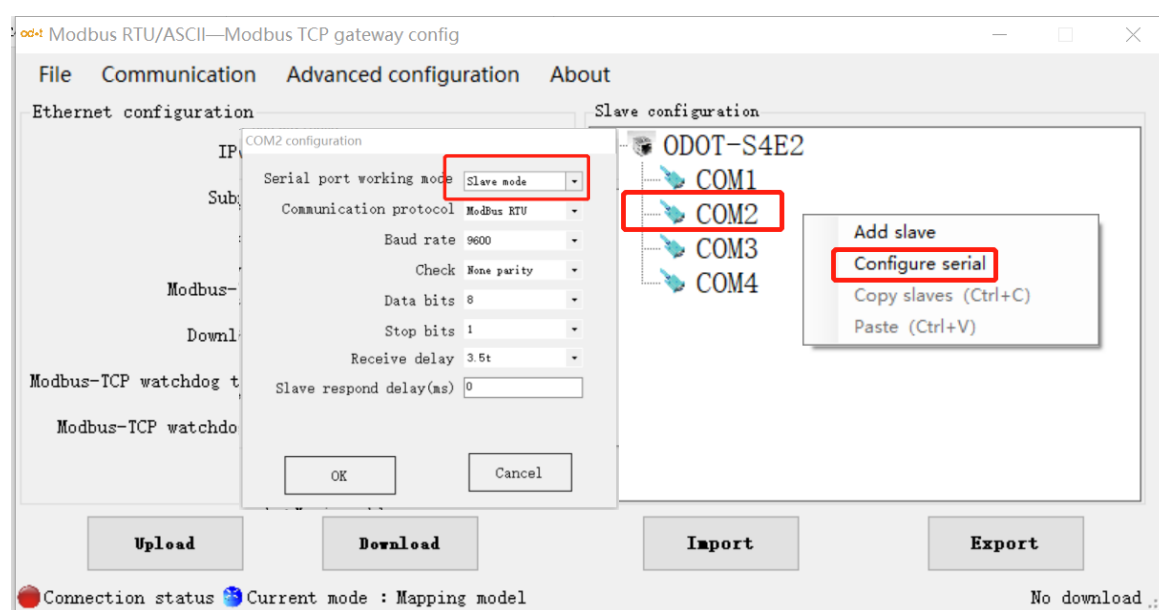 odot Modbus RTU/ASCII—Modbus TCP gateway config
File Communication Advanced configuration About
Ethernet configuration
Slave configuration
COM2 configuration
Serial port working mode Slave mode
Communication protocol ModBus RTU
Baud rate 9600
Check None parity
Data bits 8
Stop bits 1
Receive delay 3.5t
Slave respond delay(ms) 0
OK Cancel
Modbus-
Modbus-TCP watchdog t
ODOT-S4E2
COM1
COM2
COM3
COM4
Add slave
Configure serial
Copy slaves (Ctrl+C)
Paste (Ctrl+V)
Upload Download Import Export
Connection status Current mode : Mapping model No download